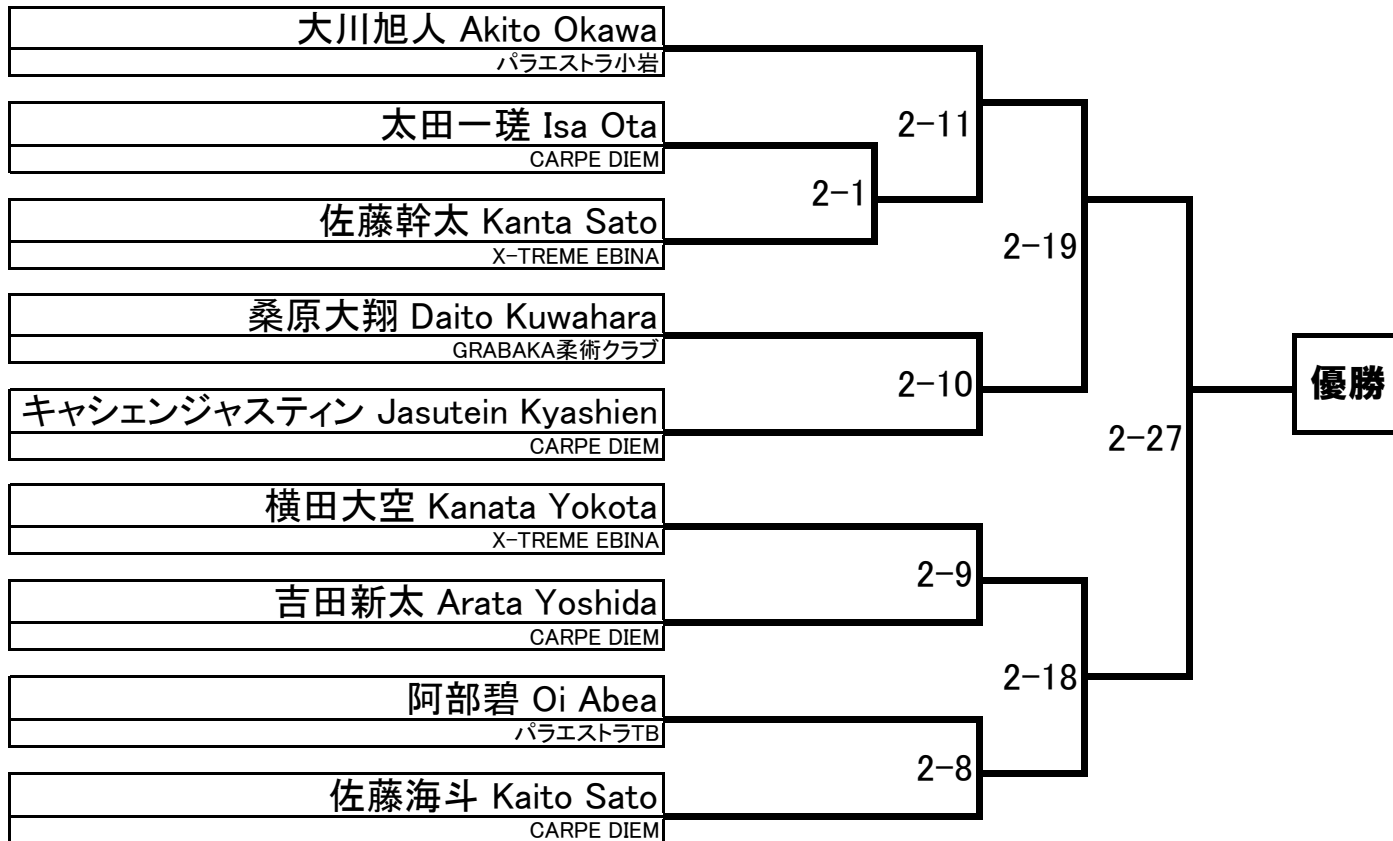 大川旭人 Akito Okawa
パラエストラ小岩
太田一瑳 Isa Ota
CARPE DIEM
佐藤幹太 Kanta Sato
X-TREME EBINA
桑原大翔 Daito Kuwahara
GRABAKA柔術クラブ
キャシェンジャスティン Jasutein Kyashien
CARPE DIEM
横田大空 Kanata Yokota
X-TREME EBINA
吉田新太 Arata Yoshida
CARPE DIEM
阿部碧 Oi Abea
パラエストラTB
佐藤海斗 Kaito Sato
CARPE DIEM
2-11
2-1
2-10
2-9
2-8
2-19
2-18
2-27
優勝